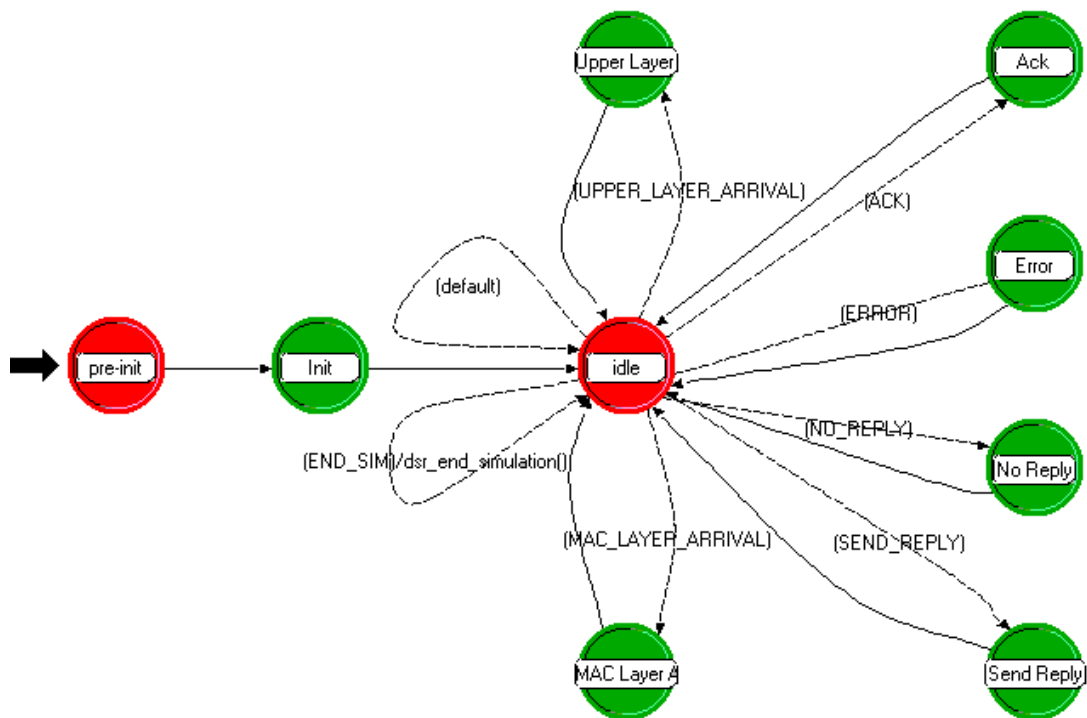 Upper Layer
Ack
(UPPER_LAYER_ARRIVAL)
(ACK)
Error
(default)
(ERROR)
pre-init
Init
idle
(NO_REPLY)
(END_SIM)/dsr_end_simulation()
No Reply
(MAC_LAYER_ARRIVAL)
(SEND_REPLY)
MAC Layer A
Send Reply